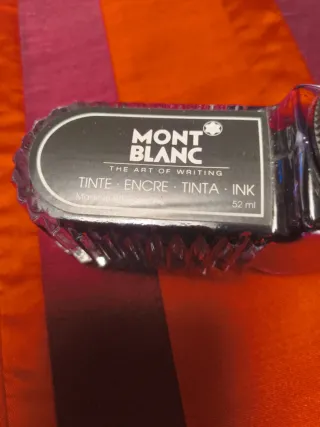 MONT
BLANC
THE ART OF WRITING
TINTE · ENCRE · TINTA · INK
52 ml